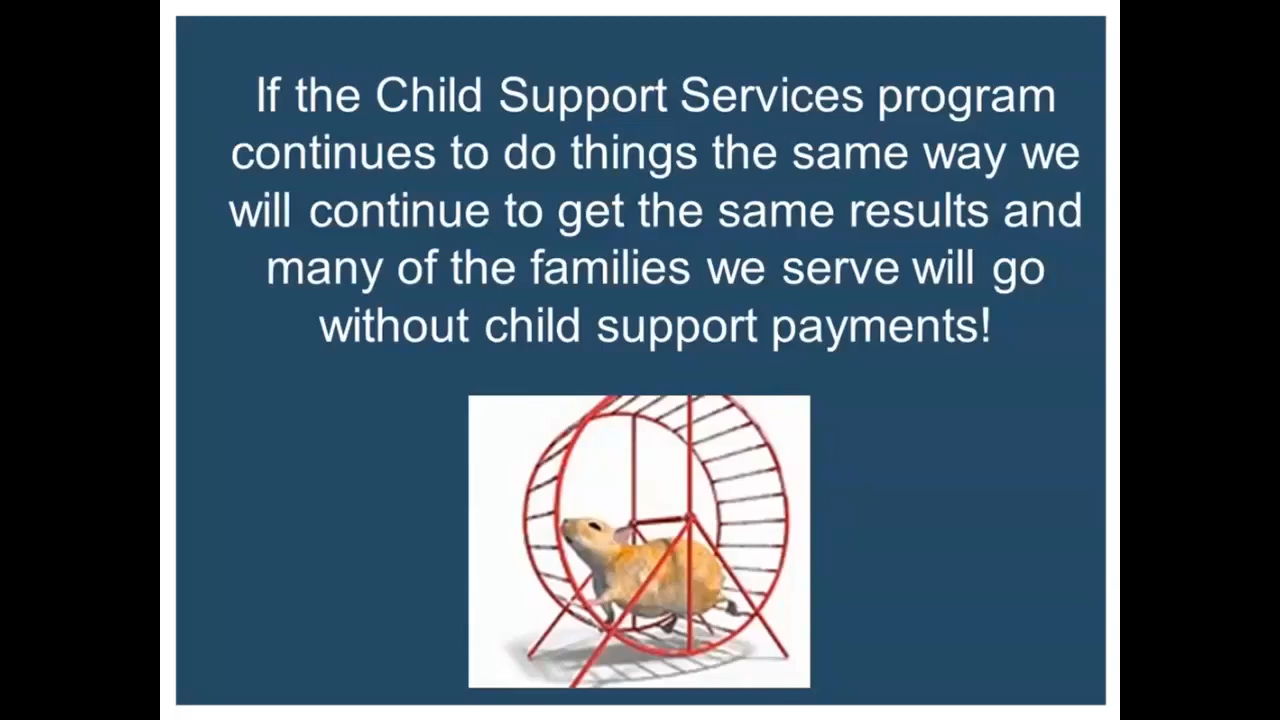 If the Child Support Services program
continues to do things the same way we
will continue to get the same results and
many of the families we serve will go
without child support payments!